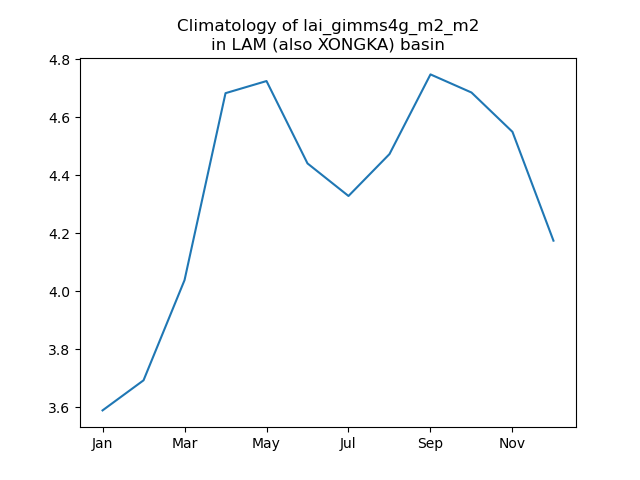 Climatology of lai_gimms4g_m2_m2
in LAM (also XONGKA) basin
4.8
4.6
4.4
4.2
4.0
3.8
3.6
Jan Mar May Jul Sep Nov